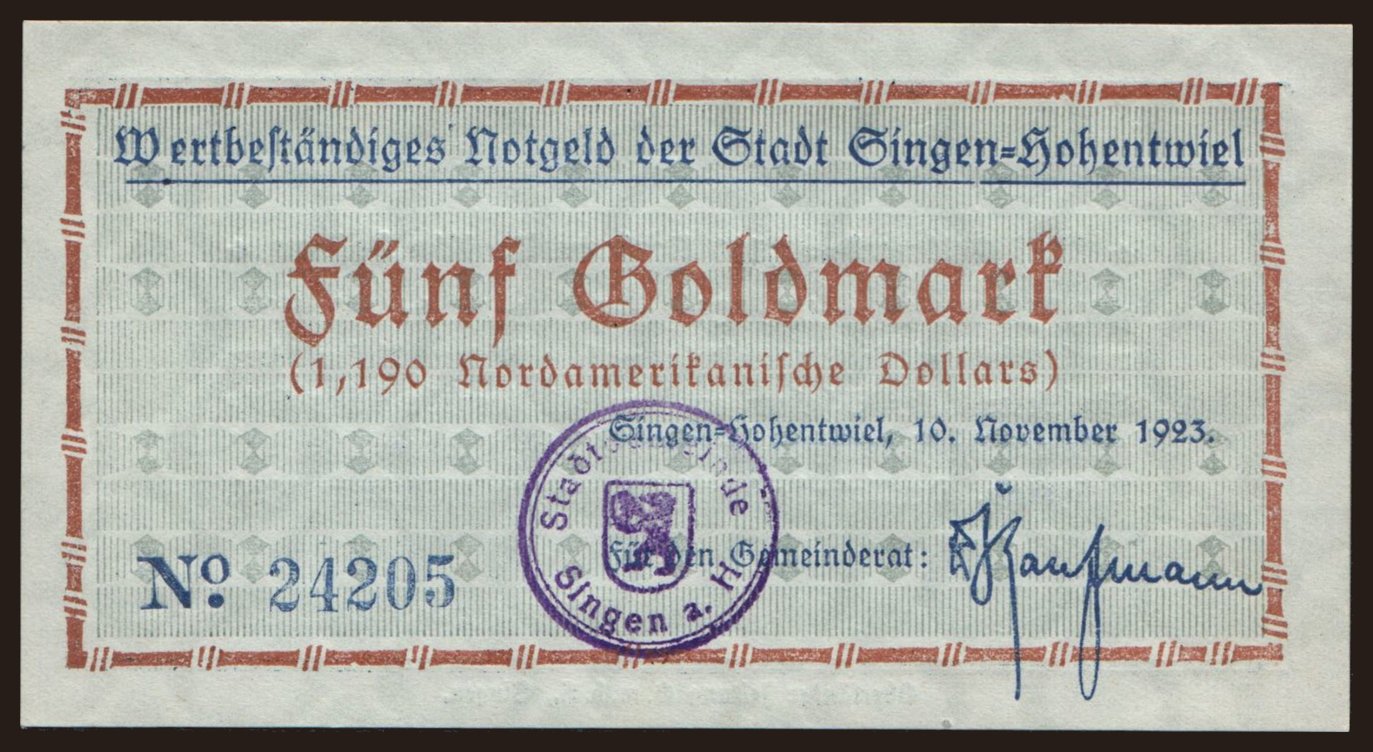 Wertbeständiges Notgeld der Stadt Singen=Hohentwiel
Fünf Goldmark
(1,190 Nordamerikanische Dollars)
Singen=Hohentwiel, 10. November 1923.
Stadtgemeinde
Singen a. H.
Für den Gemeinderat:
Kaufmann
No. 24205